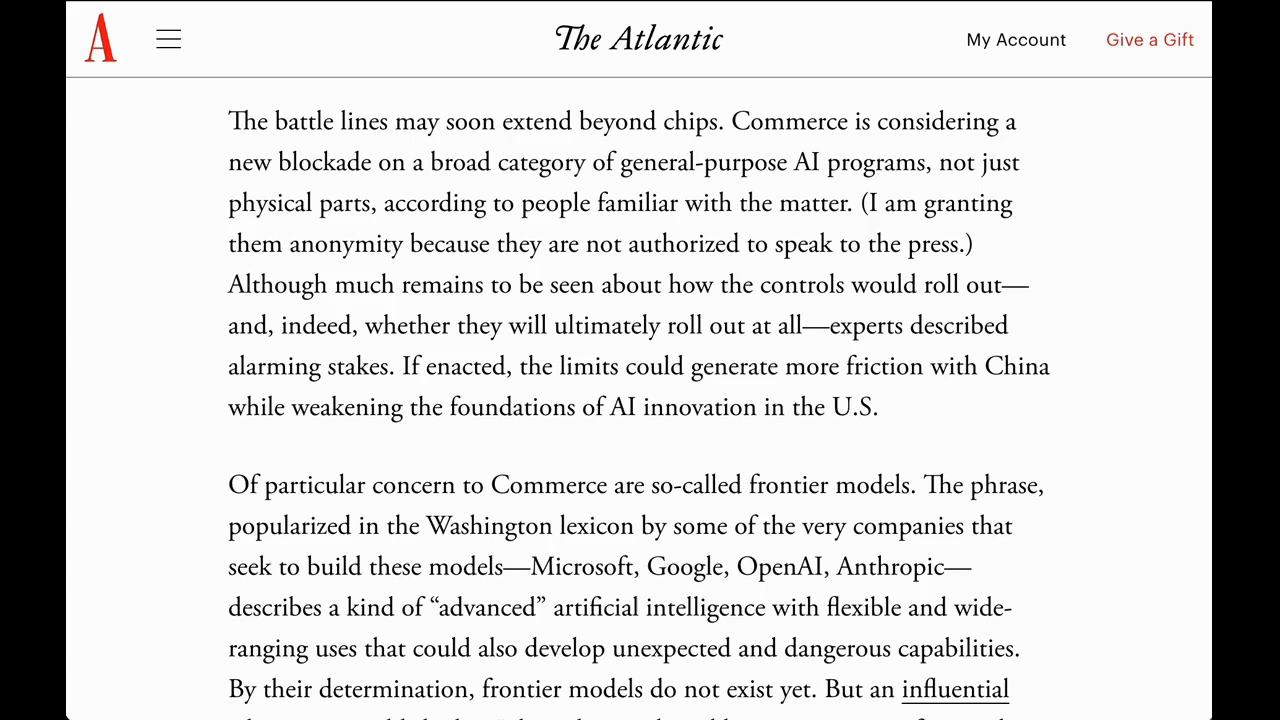 A
The Atlantic
My Account
Give a Gift
The battle lines may soon extend beyond chips. Commerce is considering a
new blockade on a broad category of general-purpose AI programs, not just
physical parts, according to people familiar with the matter. (I am granting
them anonymity because they are not authorized to speak to the press.)
Although much remains to be seen about how the controls would roll out—
and, indeed, whether they will ultimately roll out at all—experts described
alarming stakes. If enacted, the limits could generate more friction with China
while weakening the foundations of AI innovation in the U.S.
Of particular concern to Commerce are so-called frontier models. The phrase,
popularized in the Washington lexicon by some of the very companies that
seek to build these models—Microsoft, Google, OpenAI, Anthropic—
describes a kind of “advanced” artificial intelligence with flexible and wide-
ranging uses that could also develop unexpected and dangerous capabilities.
By their determination, frontier models do not exist yet. But an influential